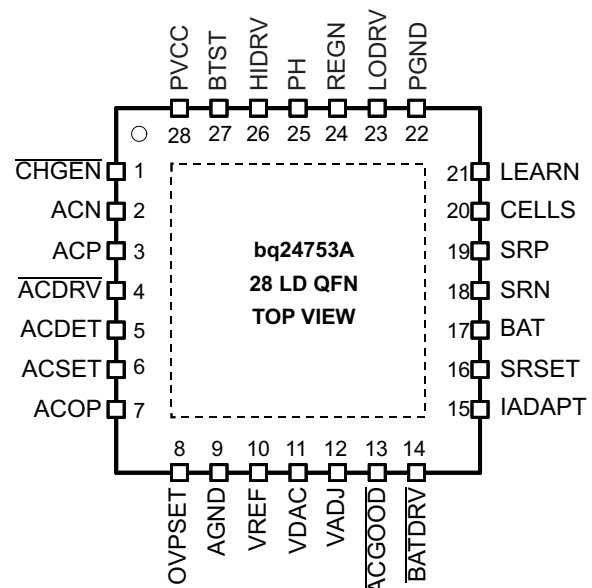 PVCC BTST HIDRV PH REGN LODRV PGND
28 27 26 25 24 23 22
CHGEN 1
ACN 2
ACP 3
ACDRV 4
ACDET 5
ACSET 6
ACOP 7
bq24753A
28 LD QFN
TOP VIEW
21 LEARN
20 CELLS
19 SRP
18 SRN
17 BAT
16 SRSET
15 IADAPT
8 9 10 11 12 13 14
OVPSET AGND VREF VDAC VADJ ACGOOD BATDRV